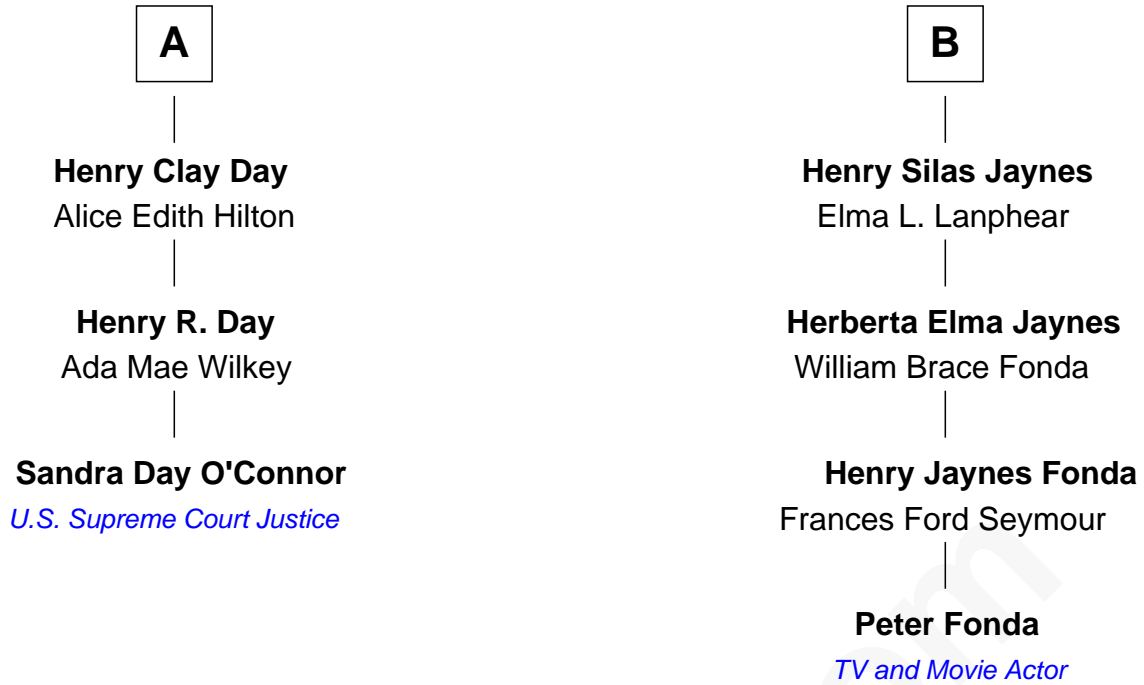 A
Henry Clay Day
Alice Edith Hilton
Henry R. Day
Ada Mae Wilkey
Sandra Day O'Connor
U.S. Supreme Court Justice
B
Henry Silas Jaynes
Elma L. Lanphear
Herberta Elma Jaynes
William Brace Fonda
Henry Jaynes Fonda
Frances Ford Seymour
Peter Fonda
TV and Movie Actor